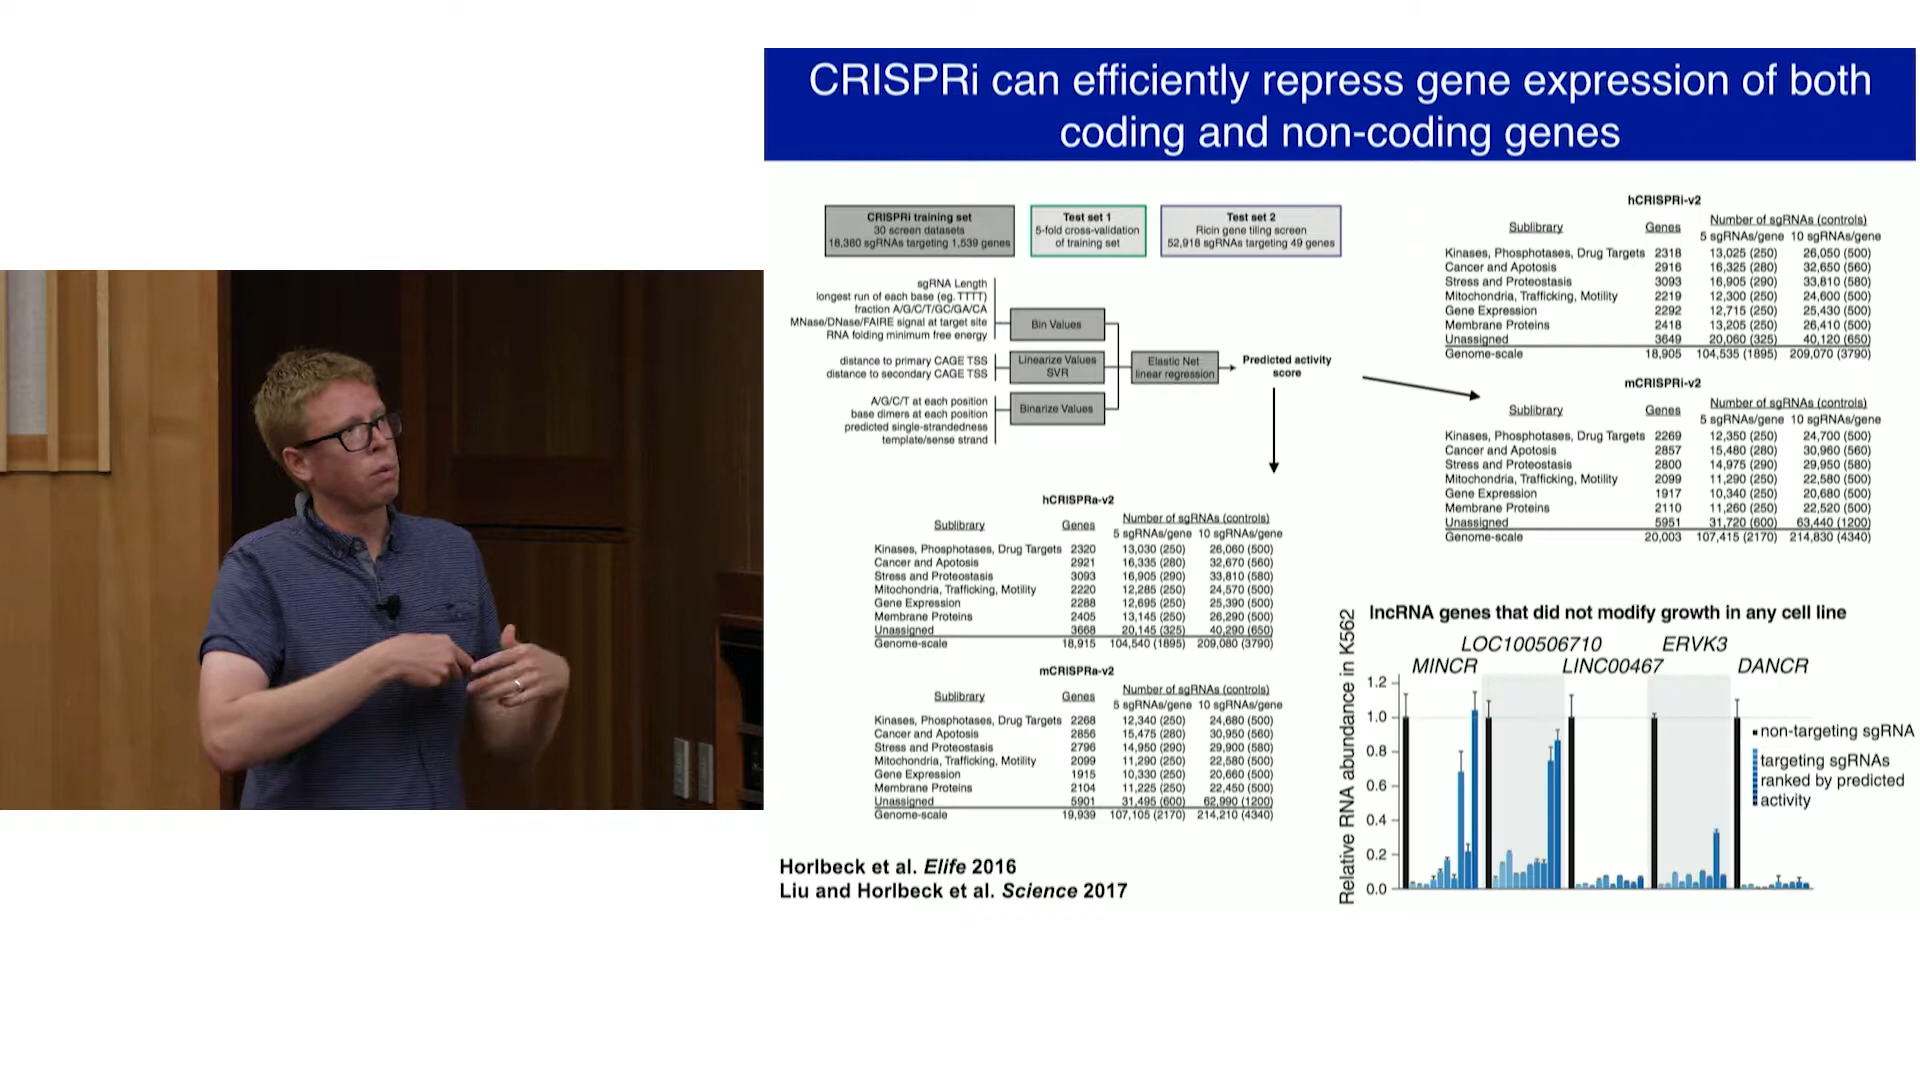 CRISPRi can efficiently repress gene expression of both
coding and non-coding genes
CRISPRi training set
30 screen datasets
18,380 sgRNAs targeting 1,539 genes
Test set 1
5-fold cross-validation
of training set
Test set 2
Ricin gene tiling screen
52,918 sgRNAs targeting 49 genes
sgRNA Length
longest run of each base (eg. TTTT)
fraction A/G/C/T/GC/GA/CA
MNase/DNase/FAIRE signal at target site
RNA folding minimum free energy
Bin Values
distance to primary CAGE TSS
distance to secondary CAGE TSS
Linearize Values
SVR
A/G/C/T at each position
base dimers at each position
predicted single-strandedness
template/sense strand
Binarize Values
Elastic Net
linear regression
Predicted activity
score
hCRISPRi-v2
Sublibrary Genes Number of sgRNAs (controls)
5 sgRNAs/gene 10 sgRNAs/gene
Kinases, Phosphotases, Drug Targets 2318 13,025 (250) 26,050 (500)
Cancer and Apotosis 2916 16,325 (280) 32,650 (560)
Stress and Proteostasis 3093 16,905 (290) 33,810 (580)
Mitochondria, Trafficking, Motility 2219 12,300 (250) 24,600 (500)
Gene Expression 2292 12,715 (250) 25,430 (500)
Membrane Proteins 2418 13,205 (250) 26,410 (500)
Unassigned 3649 20,060 (325) 40,120 (650)
Genome-scale 18,905 104,535 (1895) 209,070 (3790)
mCRISPRi-v2
Sublibrary Genes Number of sgRNAs (controls)
5 sgRNAs/gene 10 sgRNAs/gene
Kinases, Phosphotases, Drug Targets 2269 12,350 (250) 24,700 (500)
Cancer and Apotosis 2857 15,480 (280) 30,960 (560)
Stress and Proteostasis 2800 14,975 (290) 29,950 (580)
Mitochondria, Trafficking, Motility 2099 11,290 (250) 22,580 (500)
Gene Expression 1917 10,340 (250) 20,680 (500)
Membrane Proteins 2110 11,260 (250) 22,520 (500)
Unassigned 5951 31,720 (600) 63,440 (1200)
Genome-scale 20,003 107,415 (2170) 214,830 (4340)
hCRISPRa-v2
Sublibrary Genes Number of sgRNAs (controls)
5 sgRNAs/gene 10 sgRNAs/gene
Kinases, Phosphotases, Drug Targets 2320 13,030 (250) 26,060 (500)
Cancer and Apotosis 2921 16,335 (280) 32,670 (560)
Stress and Proteostasis 3093 16,905 (290) 33,810 (580)
Mitochondria, Trafficking, Motility 2220 12,285 (250) 24,570 (500)
Gene Expression 2288 12,695 (250) 25,390 (500)
Membrane Proteins 2405 13,145 (250) 26,290 (500)
Unassigned 3668 20,145 (325) 40,290 (650)
Genome-scale 18,915 104,540 (1895) 209,080 (3790)
mCRISPRa-v2
Sublibrary Genes Number of sgRNAs (controls)
5 sgRNAs/gene 10 sgRNAs/gene
Kinases, Phosphotases, Drug Targets 2268 12,340 (250) 24,680 (500)
Cancer and Apotosis 2856 15,475 (280) 30,950 (560)
Stress and Proteostasis 2796 14,950 (290) 29,900 (580)
Mitochondria, Trafficking, Motility 2099 11,290 (250) 22,580 (500)
Gene Expression 1915 10,330 (250) 20,660 (500)
Membrane Proteins 2104 11,225 (250) 22,450 (500)
Unassigned 5901 31,495 (600) 62,990 (1200)
Genome-scale 19,939 107,105 (2170) 214,210 (4340)
lncRNA genes that did not modify growth in any cell line
LOC100506710 ERVK3
MINCR LINC00467 DANCR
Relative RNA abundance in K562
1.2
1.0
0.8
0.6
0.4
0.2
0.0
non-targeting sgRNA
targeting sgRNAs
ranked by predicted
activity
Horlbeck et al. Elife 2016
Liu and Horlbeck et al. Science 2017